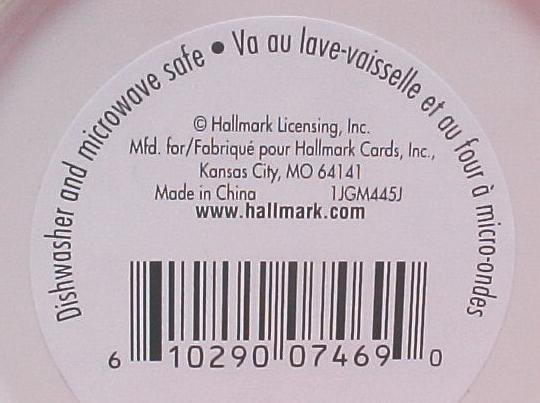 Dishwasher and microwave safe • Va au lave-vaisselle et au four à micro-ondes
© Hallmark Licensing, Inc.
Mfd. for/Fabriqué pour Hallmark Cards, Inc.,
Kansas City, MO 64141
Made in China 1JGM445J
www.hallmark.com
6 10290 07469 0